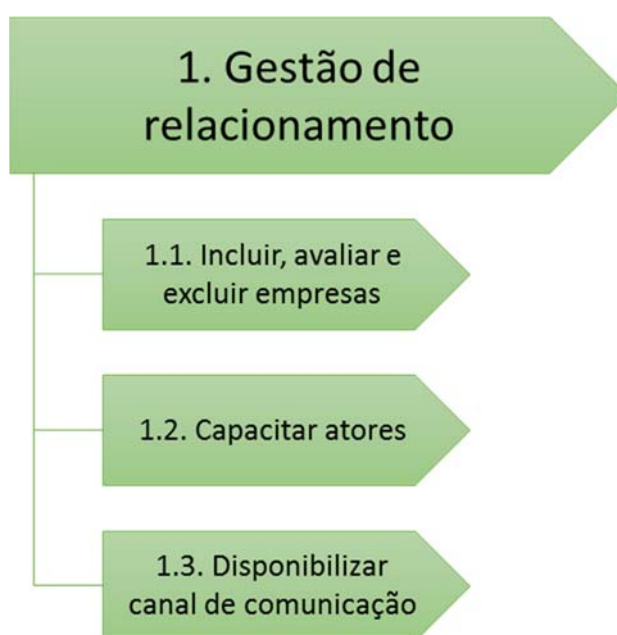 1. Gestão de
relacionamento
1.1. Incluir, avaliar e
excluir empresas
1.2. Capacitar atores
1.3. Disponibilizar
canal de comunicação